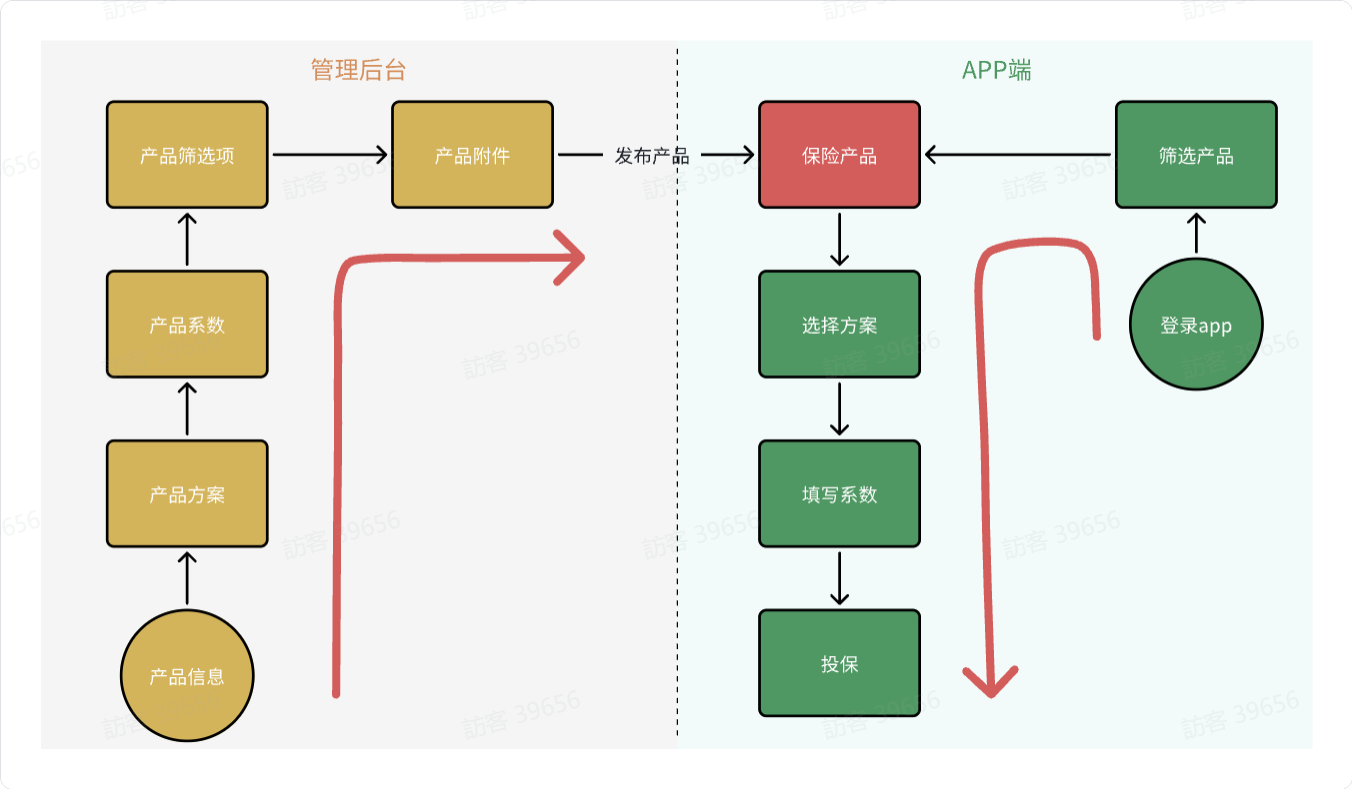 管理后台
APP端
产品筛选项
产品附件
发布产品
保险产品
筛选产品
产品系数
选择方案
登录app
产品方案
填写系数
产品信息
投保
訪客 39656